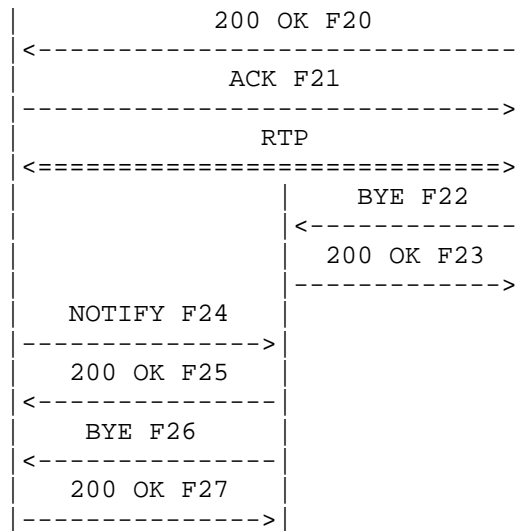 200 OK F20
ACK F21
RTP
BYE F22
200 OK F23
NOTIFY F24
200 OK F25
BYE F26
200 OK F27